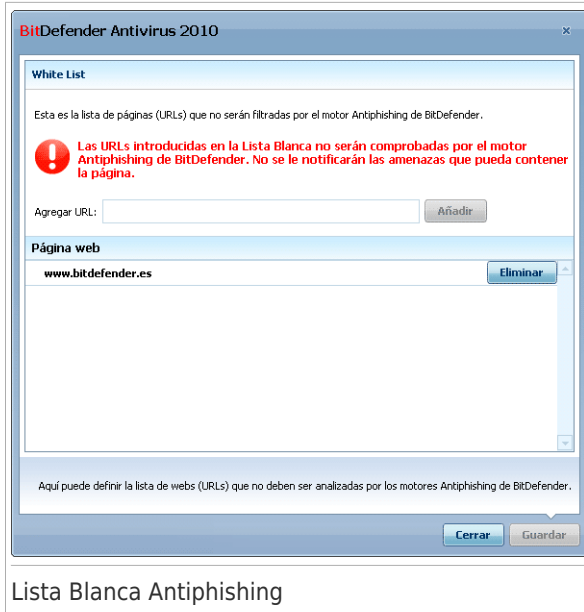 BitDefender Antivirus 2010
White List
Esta es la lista de páginas (URLs) que no serán filtradas por el motor Antiphishing de BitDefender.
Las URLs introducidas en la Lista Blanca no serán comprobadas por el motor
Antiphishing de BitDefender. No se le notificarán las amenazas que pueda contener
la página.
Agregar URL:
Añadir
Página web
www.bitdefender.es
Eliminar
Aquí puede definir la lista de webs (URLs) que no deben ser analizadas por los motores Antiphishing de BitDefender.
Cerrar
Guardar
Lista Blanca Antiphishing